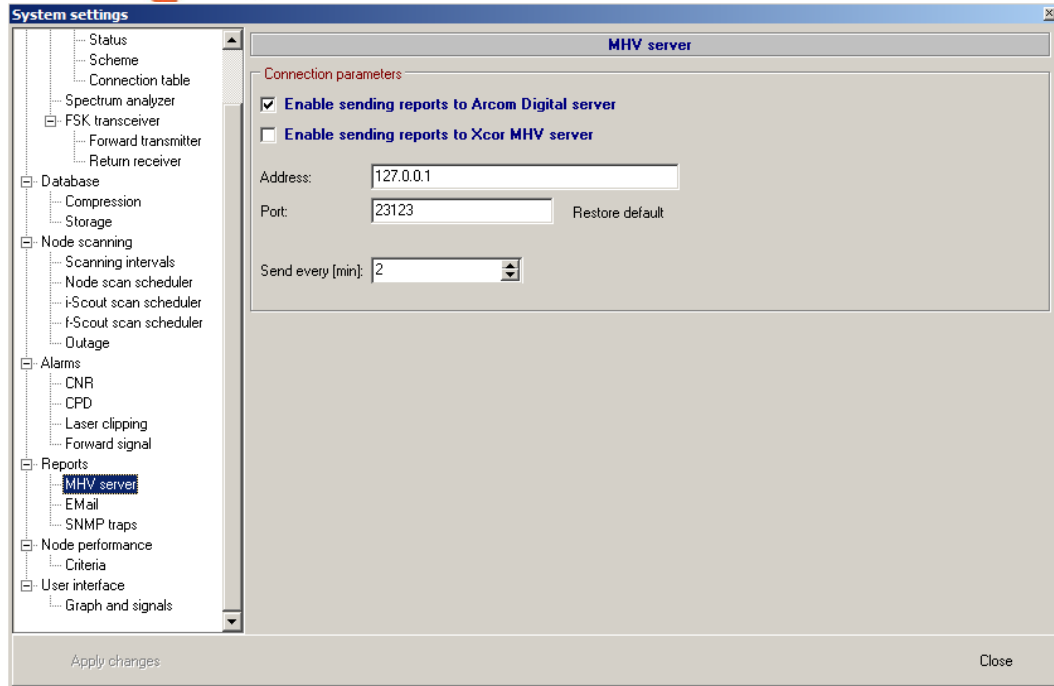 System settings
Status
Scheme
Connection table
Spectrum analyzer
FSK transceiver
Forward transmitter
Return receiver
Database
Compression
Storage
Node scanning
Scanning intervals
Node scan scheduler
i-Scout scan scheduler
f-Scout scan scheduler
Outage
Alarms
CNR
CPD
Laser clipping
Forward signal
Reports
MHV server
EMail
SNMP traps
Node performance
Criteria
User interface
Graph and signals
MHV server
Connection parameters
Enable sending reports to Arcom Digital server
Enable sending reports to Xcor MHV server
Address: 127.0.0.1
Port: 23123 Restore default
Send every [min]: 2
Apply changes Close